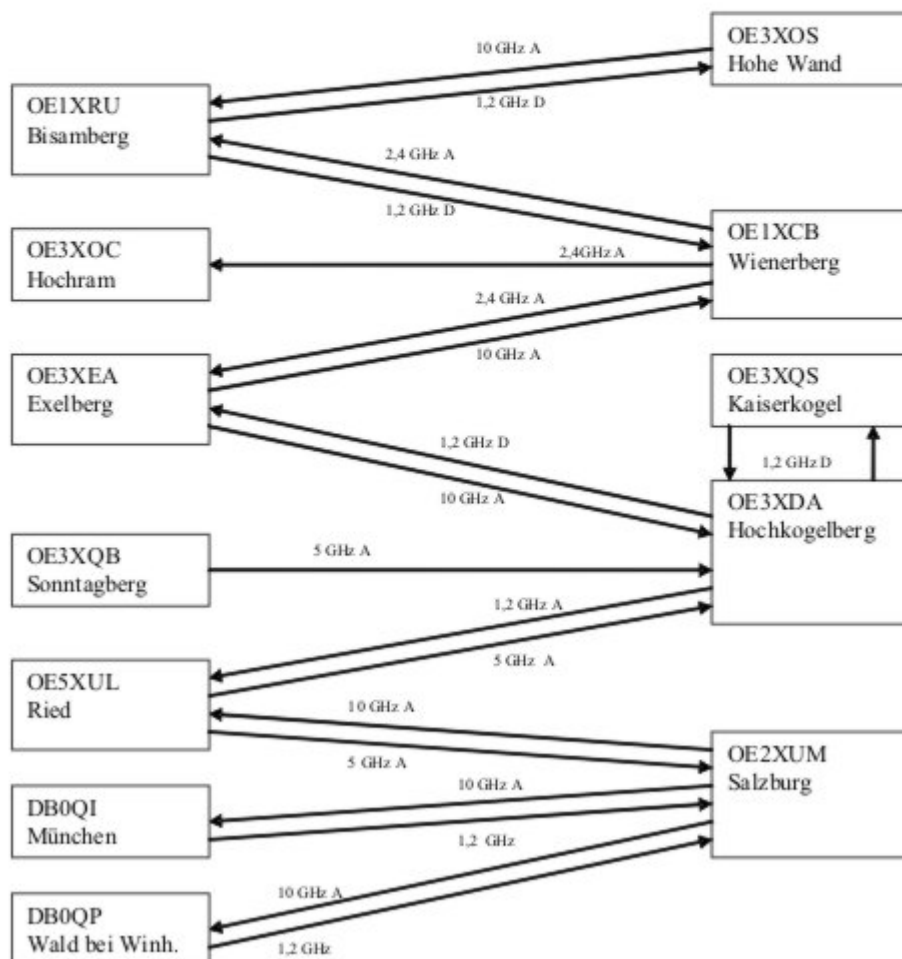 10 GHz A
OE3XOS
Hohe Wand
OE1XRU
Bisamberg
1,2 GHz D
2,4 GHz A
1,2 GHz D
OE3XOC
Hochram
2,4GHz A
OE1XCB
Wienerberg
2,4 GHz A
10 GHz A
OE3XEA
Exelberg
OE3XQS
Kaiserkogel
1,2 GHz D
1,2 GHz D
10 GHz A
OE3XDA
Hochkogelberg
OE3XQB
Sonntagberg
5 GHz A
1,2 GHz A
5 GHz A
OE5XUL
Ried
10 GHz A
5 GHz A
OE2XUM
Salzburg
10 GHz A
DB0QI
München
1,2 GHz
10 GHz A
DB0QP
Wald bei Winh.
1,2 GHz